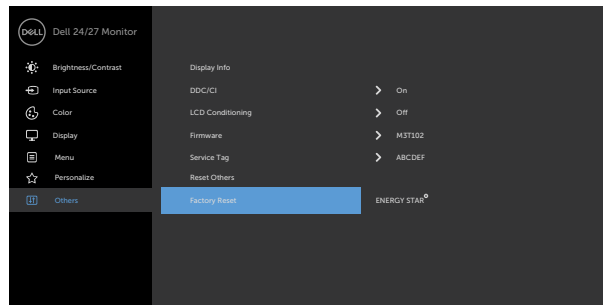 DELL Dell 24/27 Monitor
Brightness/Contrast
Input Source
Color
Display
Menu
Personalize
Others
Display Info
DDC/CI On
LCD Conditioning Off
Firmware M3T102
Service Tag ABCDEF
Reset Others
Factory Reset ENERGY STAR®